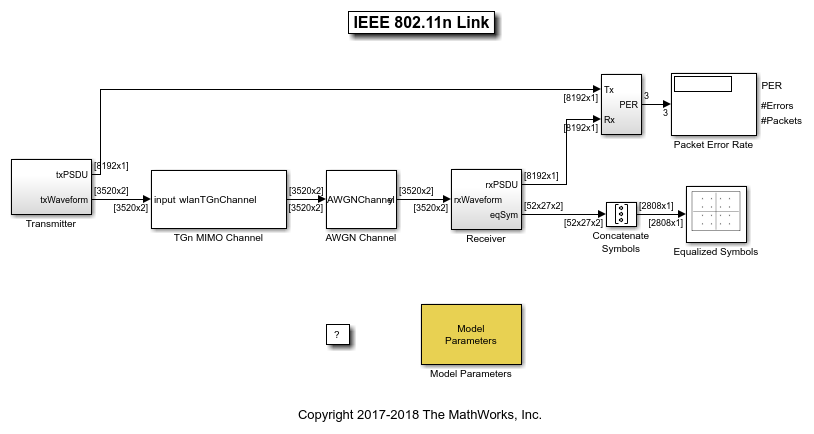 IEEE 802.11n Link
Tx
[8192x1]
PER
3
3
Rx
[8192x1]
PER
#Errors
#Packets
Packet Error Rate
txPSDU
[8192x1]
txWaveform
[3520x2]
[3520x2]
Transmitter
input wlanTGnChannel
[3520x2]
[3520x2]
TGn MIMO Channel
AWGNChannel
y
[3520x2]
[3520x2]
AWGN Channel
rxPSDU
[8192x1]
rxWaveform
eqSym
[52x27x2]
[52x27x2]
Receiver
[2808x1]
[2808x1]
Concatenate
Symbols
Equalized Symbols
?
Model
Parameters
Model Parameters
Copyright 2017-2018 The MathWorks, Inc.